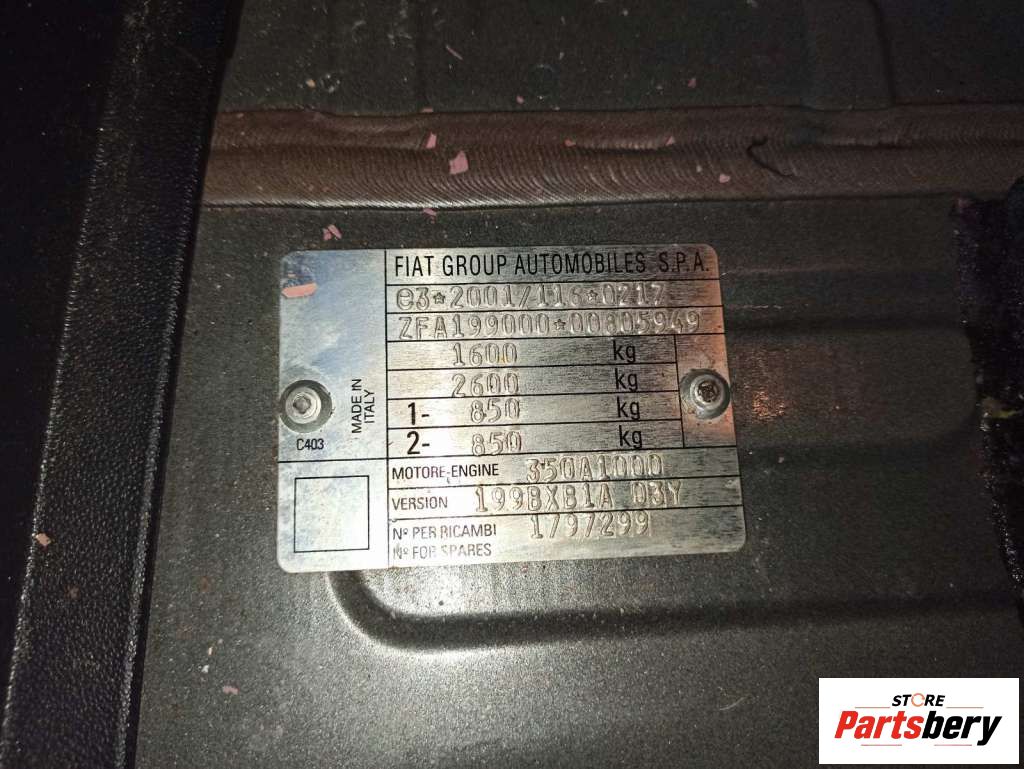 FIAT GROUP AUTOMOBILES S.P.A.
e3*2001/116*0217
ZFA199000*00805949
1600 kg
2600 kg
1- 850 kg
2- 850 kg
MADE IN ITALY
C403
MOTORE-ENGINE 350A1000
VERSION 199BXB1A 03Y
Nº PER RICAMBI
Nº FOR SPARES
1797299
STORE
Partsbery